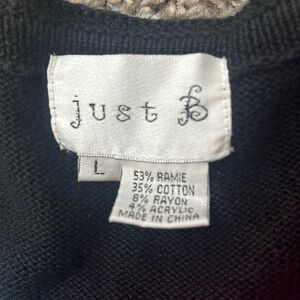 just B
L
53% RAMIE
35% COTTON
8% RAYON
4% ACRYLIC
MADE IN CHINA